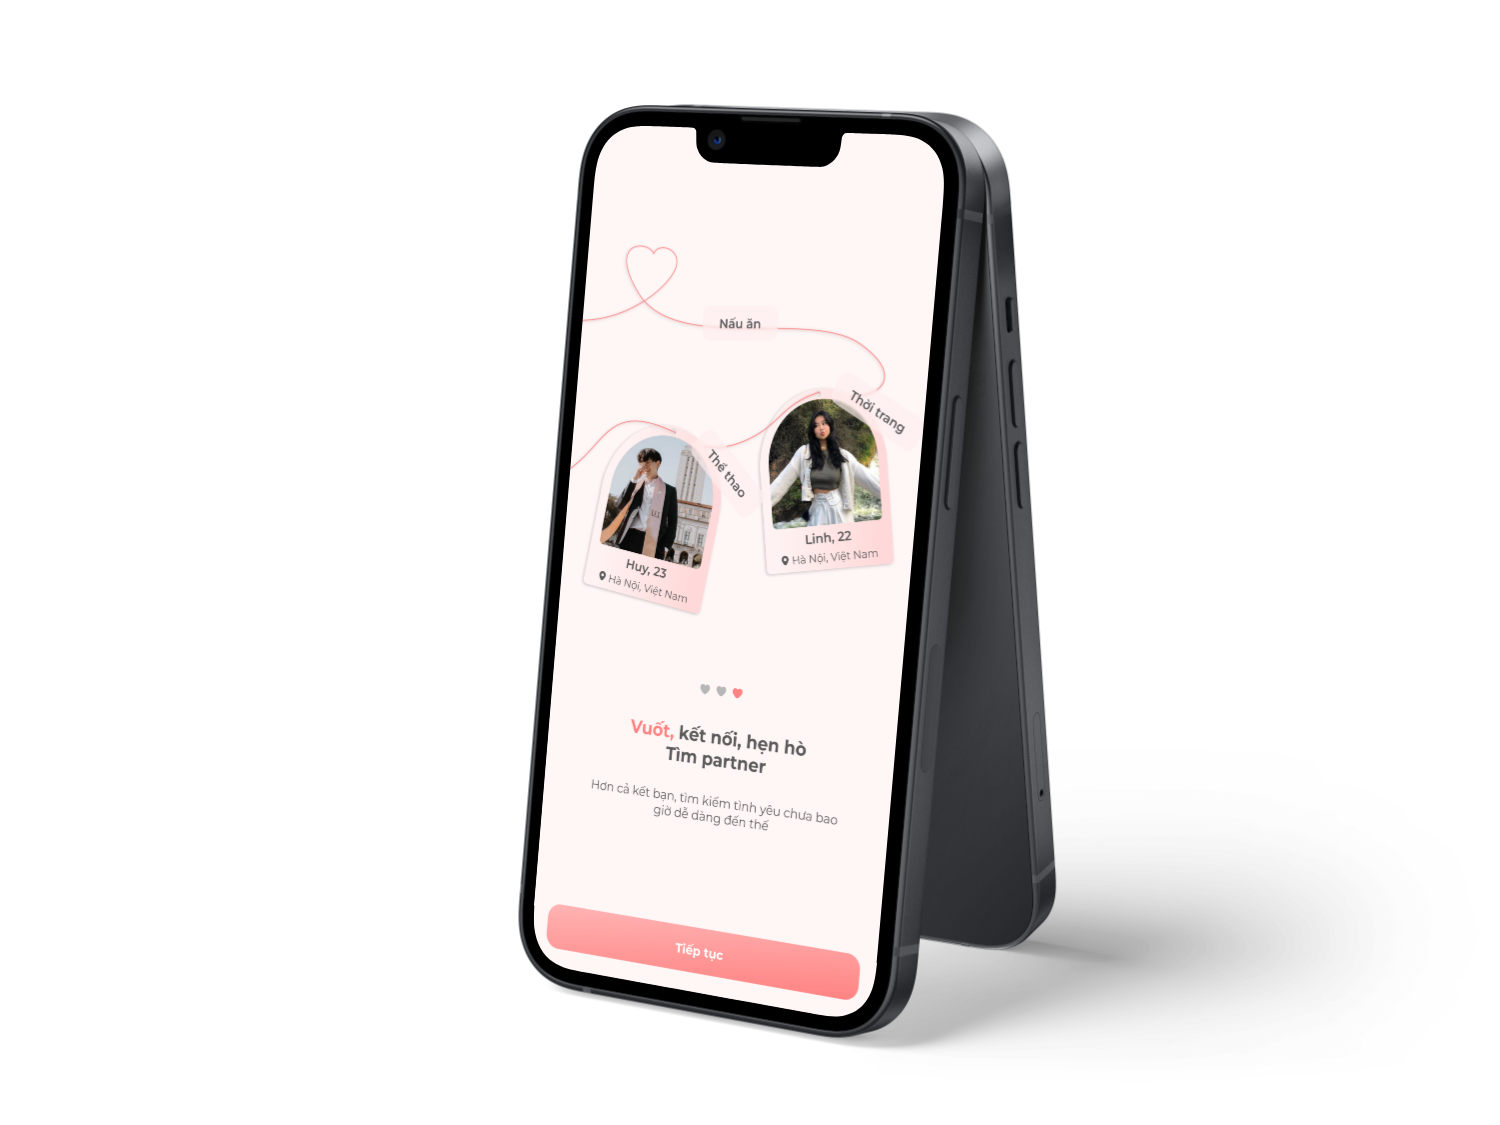 Nấu ăn
Thời trang
Thể thao
Linh, 22
Hà Nội, Việt Nam
Huy, 23
Hà Nội, Việt Nam
Vuốt, kết nối, hẹn hò
Tìm partner
Hơn cả kết bạn, tìm kiếm tình yêu chưa bao
giờ dễ dàng đến thế
Tiếp tục